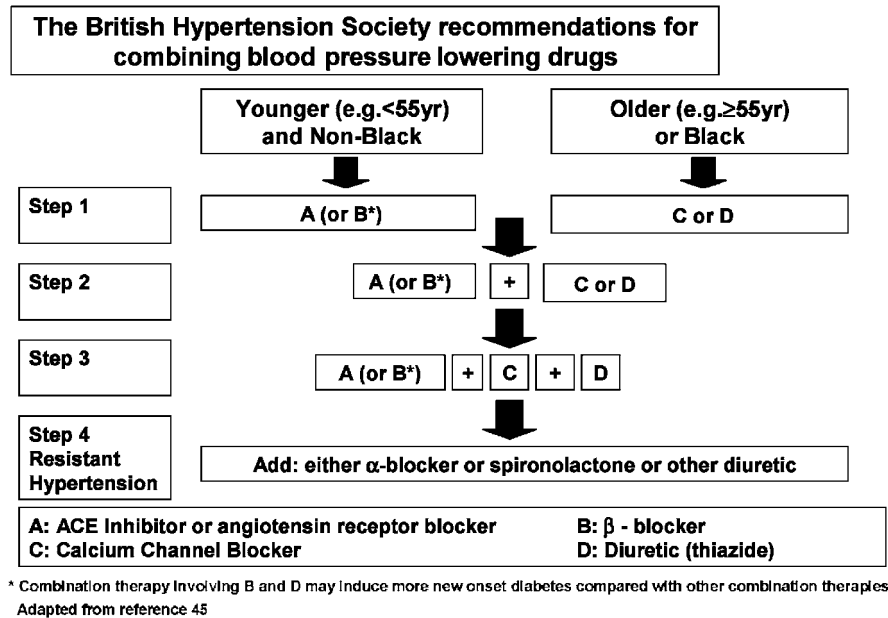 The British Hypertension Society recommendations for
combining blood pressure lowering drugs
Younger (e.g.<55yr)
and Non-Black
Older (e.g.≥55yr)
or Black
Step 1
A (or B*)
C or D
Step 2
A (or B*)
+
C or D
Step 3
A (or B*)
+
C
+
D
Step 4
Resistant
Hypertension
Add: either α-blocker or spironolactone or other diuretic
A: ACE Inhibitor or angiotensin receptor blocker
B: β - blocker
C: Calcium Channel Blocker
D: Diuretic (thiazide)
* Combination therapy involving B and D may induce more new onset diabetes compared with other combination therapies
Adapted from reference 45